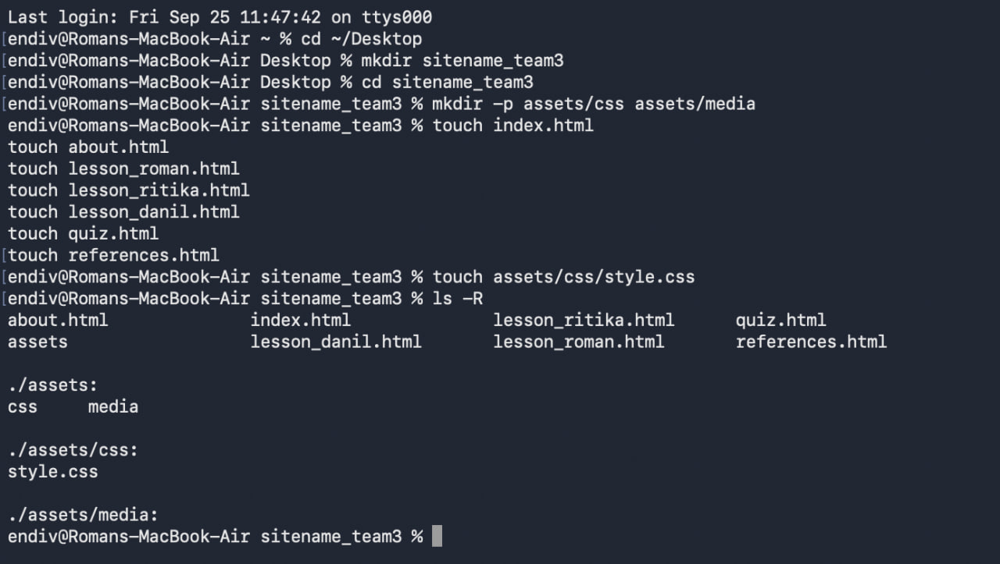 Last login: Fri Sep 25 11:47:42 on ttys000
[endiv@Romans-MacBook-Air ~ % cd ~/Desktop
[endiv@Romans-MacBook-Air Desktop % mkdir sitename_team3
[endiv@Romans-MacBook-Air Desktop % cd sitename_team3
[endiv@Romans-MacBook-Air sitename_team3 % mkdir -p assets/css assets/media
endiv@Romans-MacBook-Air sitename_team3 % touch index.html
touch about.html
touch lesson_roman.html
touch lesson_ritika.html
touch lesson_danil.html
touch quiz.html
[touch references.html
[endiv@Romans-MacBook-Air sitename_team3 % touch assets/css/style.css
[endiv@Romans-MacBook-Air sitename_team3 % ls -R
about.html index.html lesson_ritika.html quiz.html
assets lesson_danil.html lesson_roman.html references.html
./assets:
css media
./assets/css:
style.css
./assets/media:
endiv@Romans-MacBook-Air sitename_team3 %